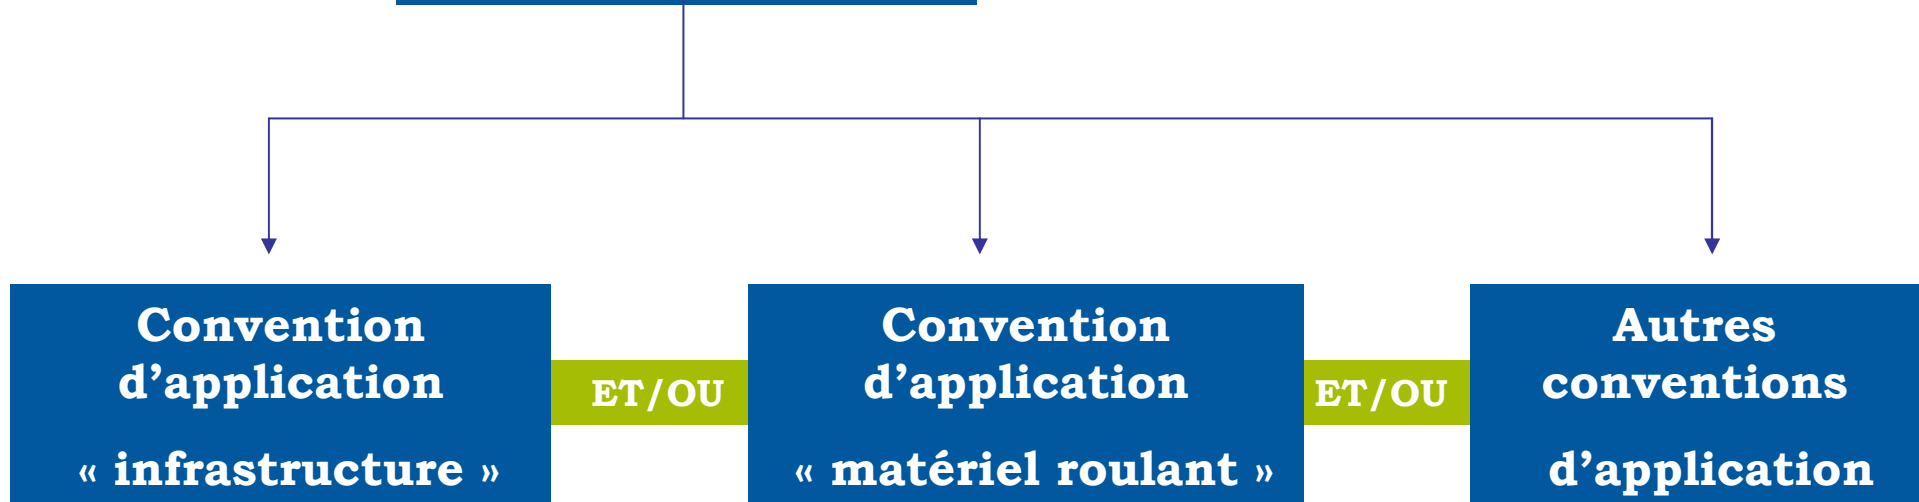 Convention
d’application
« infrastructure »
ET/OU
Convention
d’application
« matériel roulant »
ET/OU
Autres
conventions
d’application